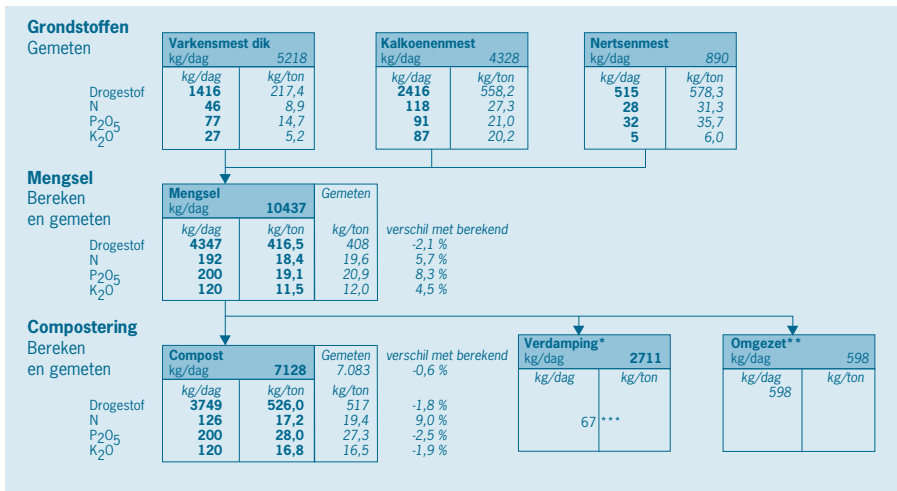 Grondstoffen
Gemeten
Varkensmest dik
kg/dag 5218
kg/dag kg/ton
Drogestof 1416 217,4
N 46 8,9
P2O5 77 14,7
K2O 27 5,2
Kalkoenenmest
kg/dag 4328
kg/dag kg/ton
2416 558,2
118 27,3
91 21,0
87 20,2
Nertsenmest
kg/dag 890
kg/dag kg/ton
515 578,3
28 31,3
32 35,7
5 6,0
Mengsel
Bereken
en gemeten
Mengsel Gemeten
kg/dag 10437
kg/dag kg/ton kg/ton verschil met berekend
Drogestof 4347 416,5 408 -2,1 %
N 192 18,4 19,6 5,7 %
P2O5 200 19,1 20,9 8,3 %
K2O 120 11,5 12,0 4,5 %
Compostering
Bereken
en gemeten
Compost Gemeten verschil met berekend
kg/dag 7128 7.083 -0,6 %
kg/dag kg/ton kg/ton
Drogestof 3749 526,0 517 -1,8 %
N 126 17,2 19,4 9,0 %
P2O5 200 28,0 27,3 -2,5 %
K2O 120 16,8 16,5 -1,9 %
Verdamping*
kg/dag 2711
kg/dag kg/ton
67 ***
Omgezet**
kg/dag 598
kg/dag kg/ton
598